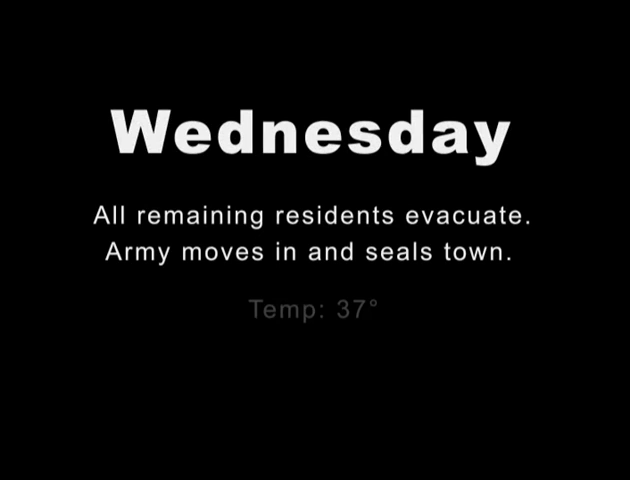 Wednesday
All remaining residents evacuate.
Army moves in and seals town.
Temp: 37°